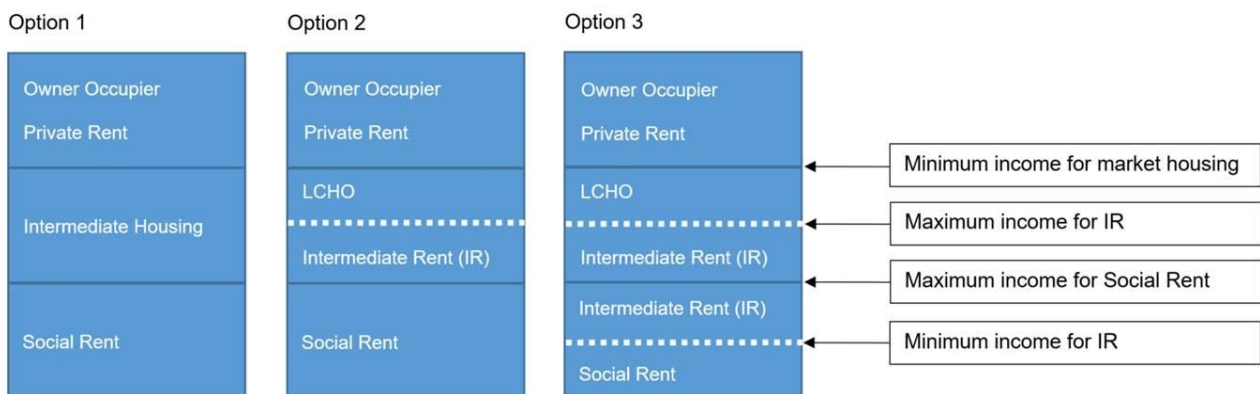 Option 1
Owner Occupier
Private Rent
Intermediate Housing
Social Rent
Option 2
Owner Occupier
Private Rent
LCHO
Intermediate Rent (IR)
Social Rent
Option 3
Owner Occupier
Private Rent
LCHO
Intermediate Rent (IR)
Intermediate Rent (IR)
Social Rent
Minimum income for market housing
Maximum income for IR
Maximum income for Social Rent
Minimum income for IR